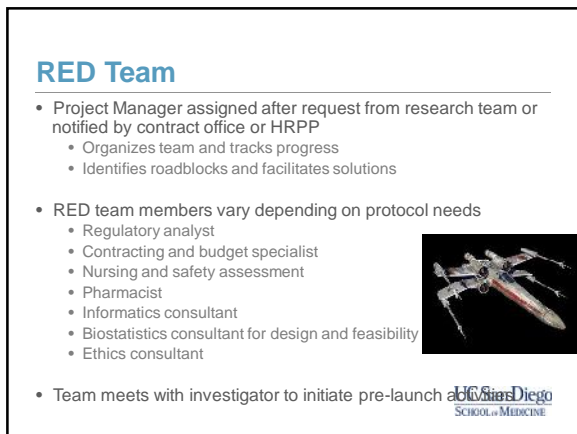 RED Team
• Project Manager assigned after request from research team or
notified by contract office or HRPP
• Organizes team and tracks progress
• Identifies roadblocks and facilitates solutions
• RED team members vary depending on protocol needs
• Regulatory analyst
• Contracting and budget specialist
• Nursing and safety assessment
• Pharmacist
• Informatics consultant
• Biostatistics consultant for design and feasibility
• Ethics consultant
• Team meets with investigator to initiate pre-launch activities
UC San Diego
SCHOOL OF MEDICINE